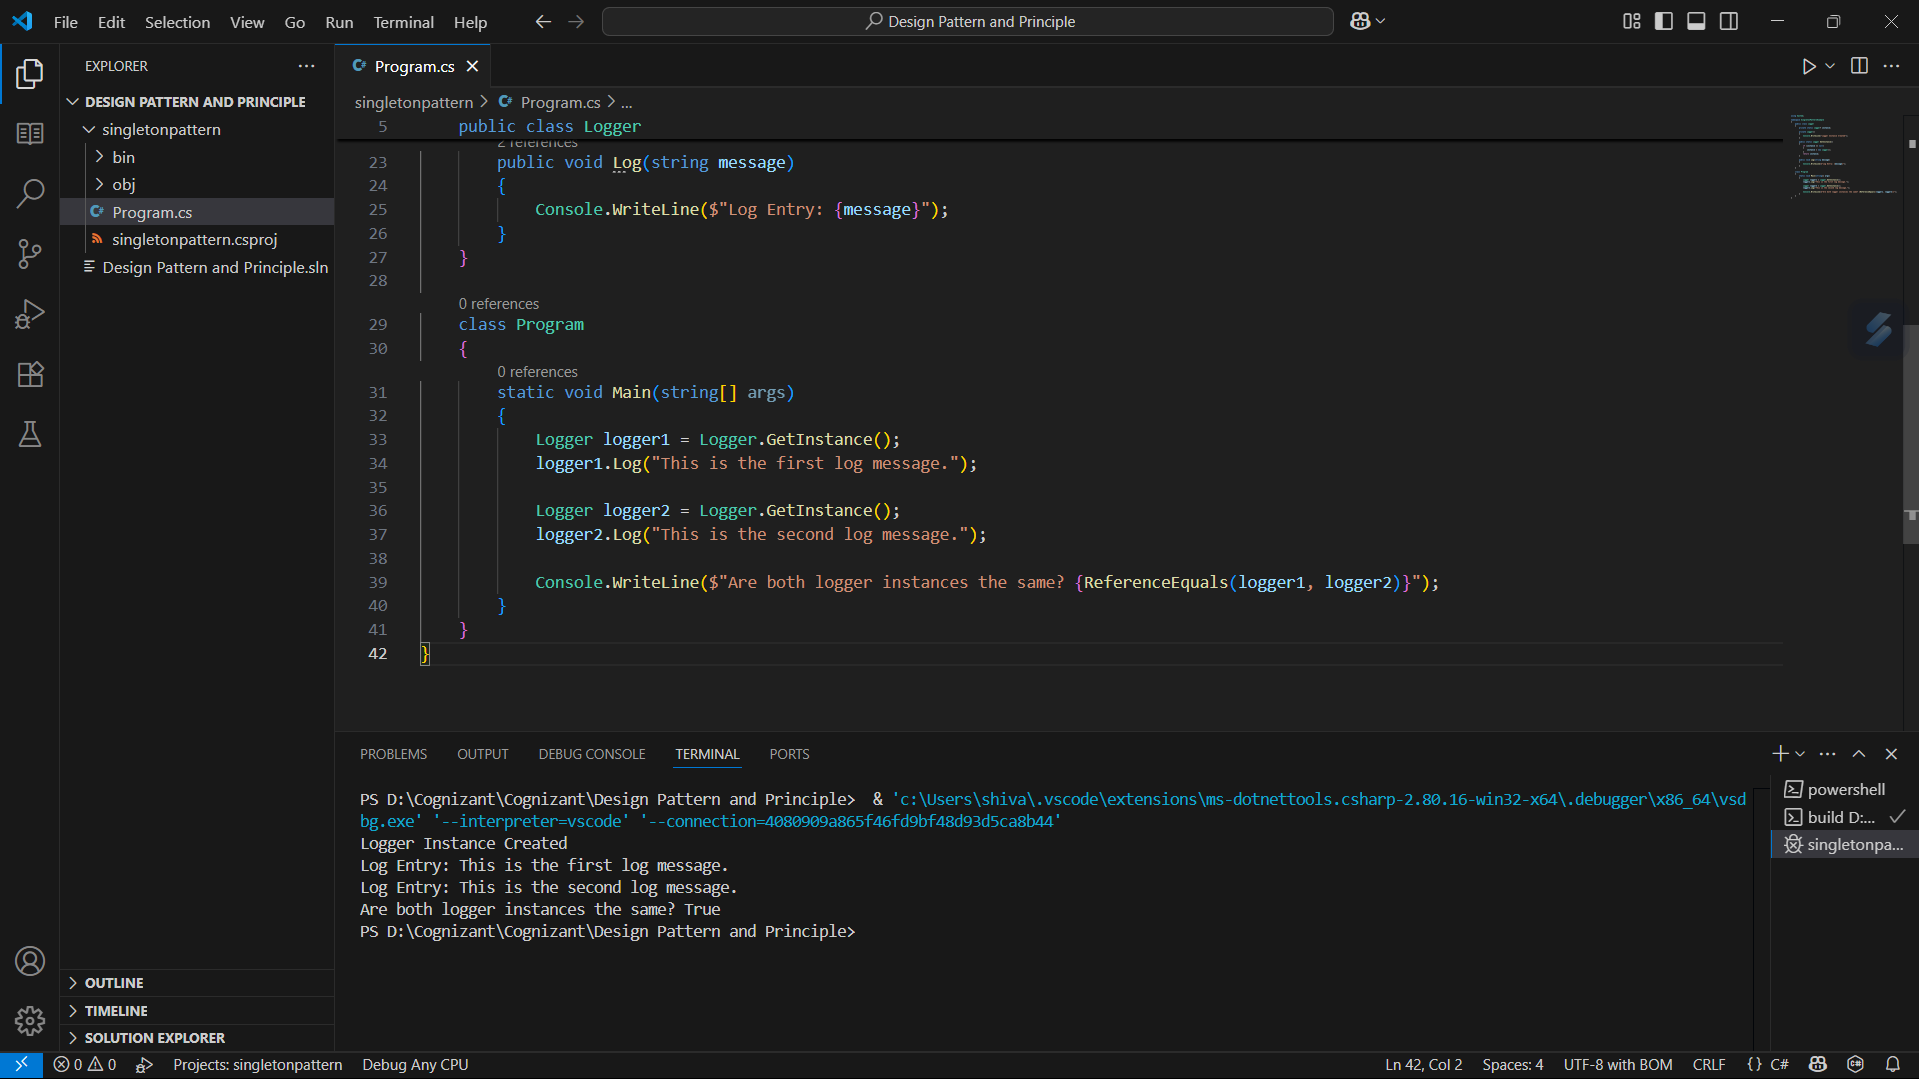 File Edit Selection View Go Run Terminal Help
Design Pattern and Principle
EXPLORER
DESIGN PATTERN AND PRINCIPLE
singletonpattern
bin
obj
Program.cs
singletonpattern.csproj
Design Pattern and Principle.sln
OUTLINE
TIMELINE
SOLUTION EXPLORER
Program.cs
singletonpattern > Program.cs > ...
5 public class Logger
2 references
23 public void Log(string message)
24 {
25 Console.WriteLine($"Log Entry: {message}");
26 }
27 }
28
0 references
29 class Program
30 {
0 references
31 static void Main(string[] args)
32 {
33 Logger logger1 = Logger.GetInstance();
34 logger1.Log("This is the first log message.");
35
36 Logger logger2 = Logger.GetInstance();
37 logger2.Log("This is the second log message.");
38
39 Console.WriteLine($"Are both logger instances the same? {ReferenceEquals(logger1, logger2)}");
40 }
41 }
42 }
PROBLEMS OUTPUT DEBUG CONSOLE TERMINAL PORTS
PS D:\Cognizant\Cognizant\Design Pattern and Principle>  & 'c:\Users\shiva\.vscode\extensions\ms-dotnettools.csharp-2.80.16-win32-x64\.debugger\x86_64\vsd
bg.exe' '--interpreter=vscode' '--connection=4080909a865f46fd9bf48d93d5ca8b44'
Logger Instance Created
Log Entry: This is the first log message.
Log Entry: This is the second log message.
Are both logger instances the same? True
PS D:\Cognizant\Cognizant\Design Pattern and Principle>
powershell
build D:...
singletonpa...
0 0 Projects: singletonpattern Debug Any CPU Ln 42, Col 2 Spaces: 4 UTF-8 with BOM CRLF {} C#